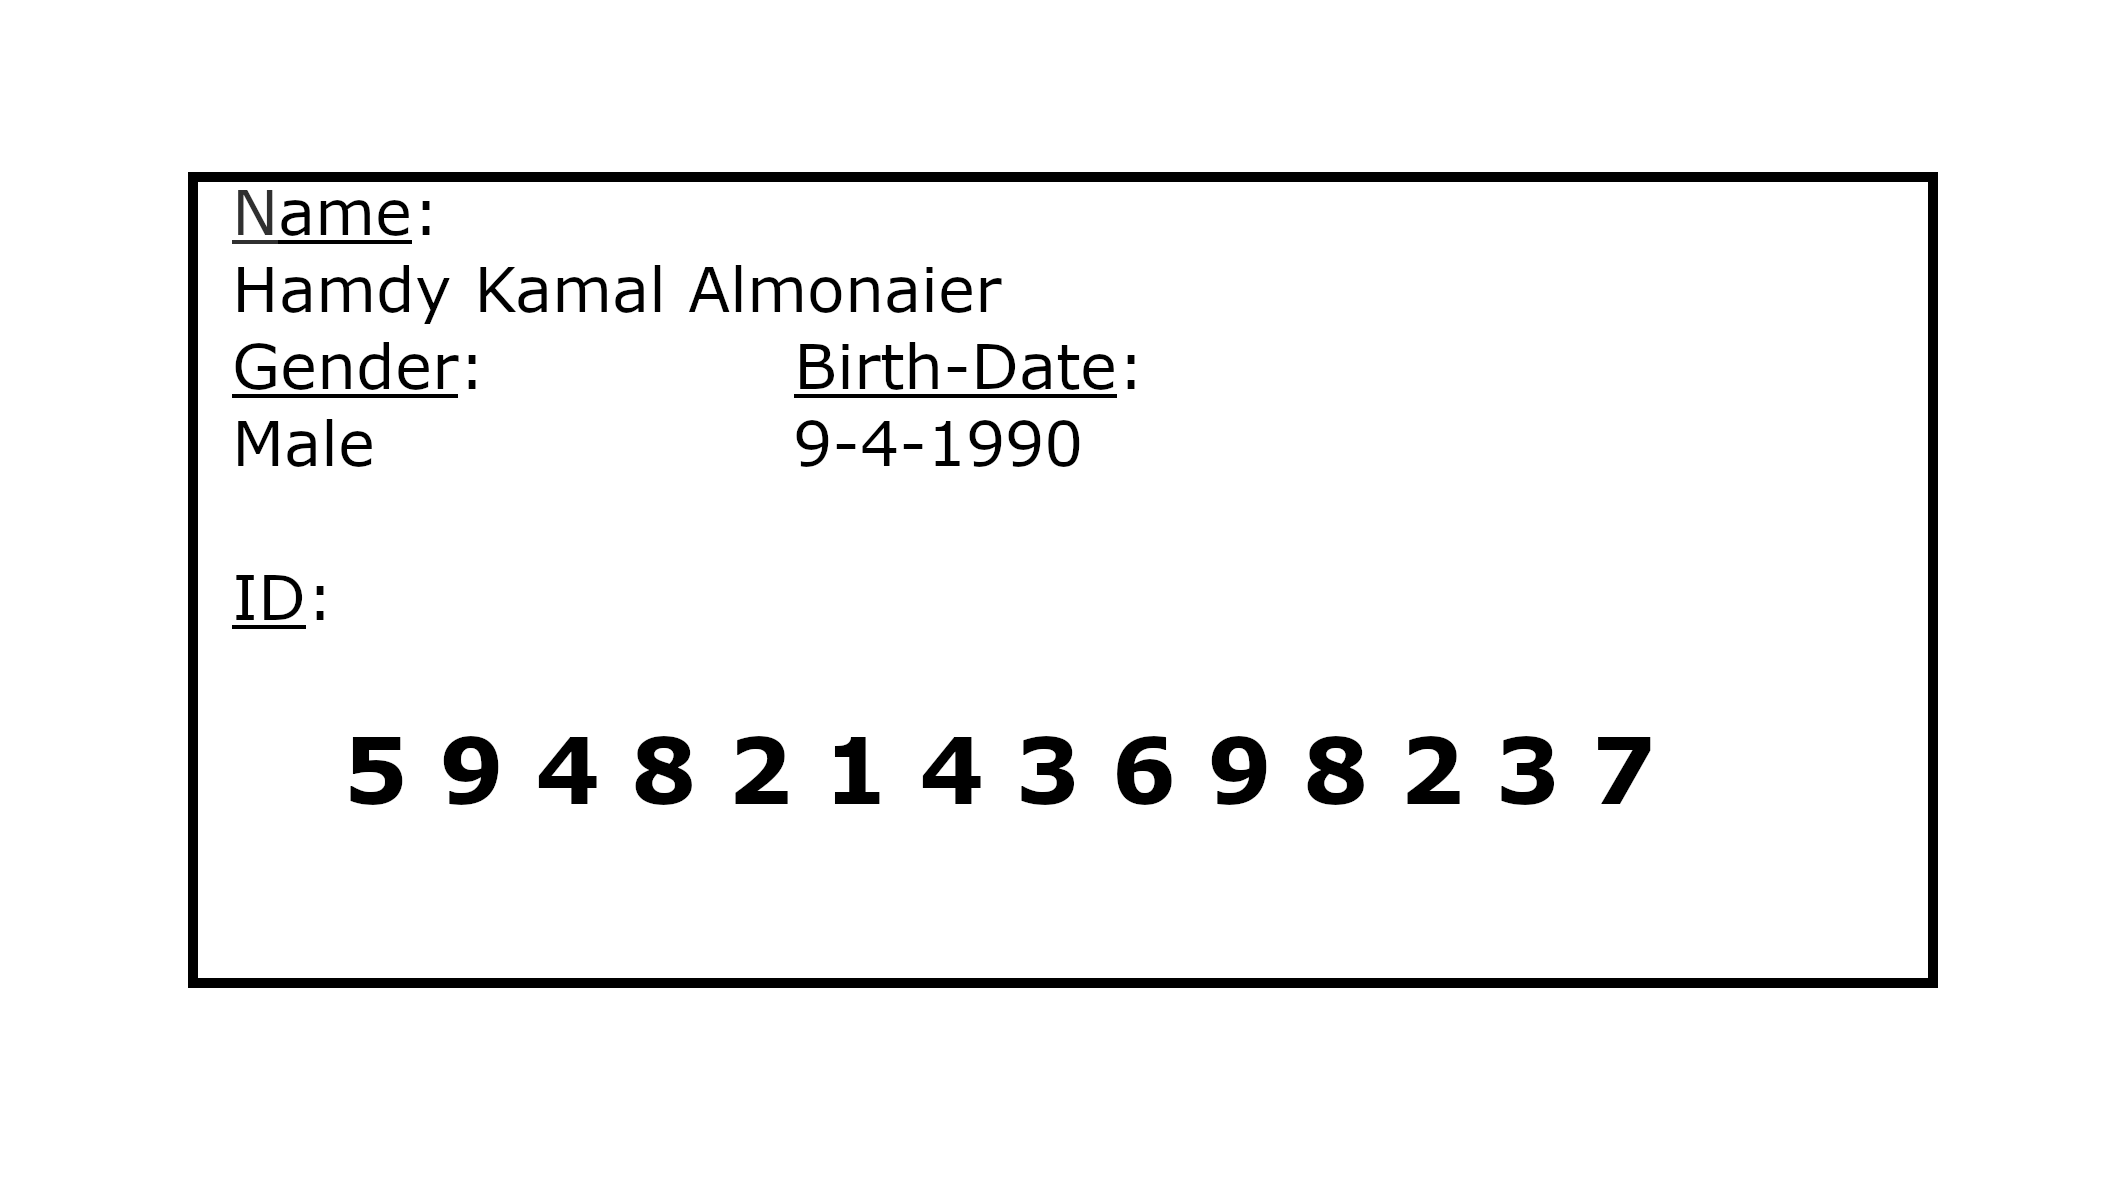 Name:
Hamdy Kamal Almonaier
Gender: Birth-Date:
Male 9-4-1990
ID:
5 9 4 8 2 1 4 3 6 9 8 2 3 7